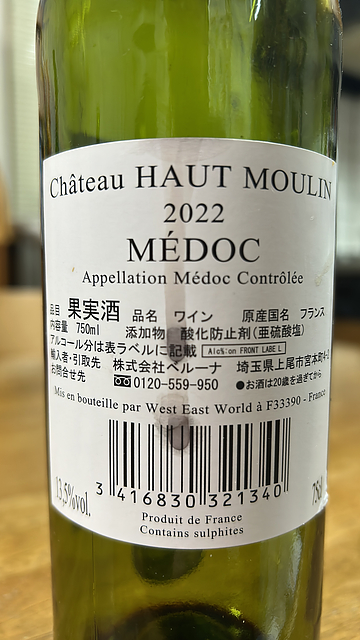 Château HAUT MOULIN
2022
MÉDOC
Appellation Médoc Contrôlée
品目 果実酒 品名 ワイン 原産国名 フランス
内容量 750ml 添加物 酸化防止剤(亜硫酸塩)
アルコール分は表ラベルに記載 Alc%:on FRONT LABEL
輸入者・引取先 株式会社ベルーナ 埼玉県上尾市宮本町4-2
お問合せ先 0120-559-950 ●お酒は20歳を過ぎてから
Mis en bouteille par West East World à F33390 - France
13,5%vol.
3 416830 321340
75cl
Produit de France
Contains sulphites